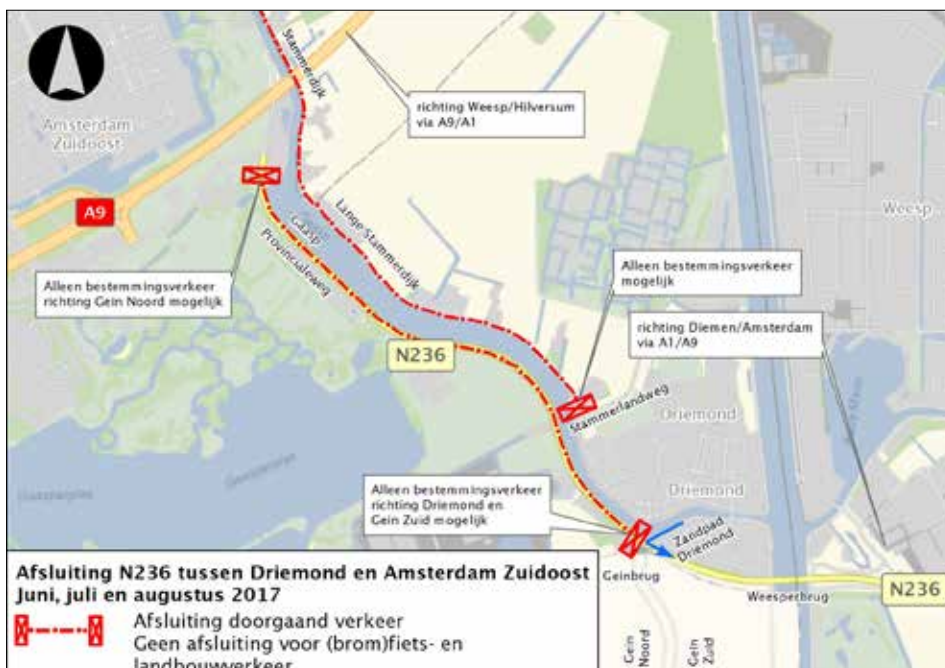 Stammerdijk
richting Weesp/Hilversum
via A9/A1
Amsterdam
Zuidoost
A9
Weesp
Gaasp
Provincialeweg
Lange Stammerdijk
Alleen bestemmingsverkeer
richting Gein Noord mogelijk
Alleen bestemmingsverkeer
mogelijk
richting Diemen/Amsterdam
via A1/A9
N236
Stammerlandweg
Driemond
Driemond
Alleen bestemmingsverkeer
richting Driemond en
Gein Zuid mogelijk
Zandpad
Driemond
Geinbrug
Weesperbrug
N236
Gein
Noord
Gein
Zuid
Afsluiting N236 tussen Driemond en Amsterdam Zuidoost
Juni, juli en augustus 2017
Afsluiting doorgaand verkeer
Geen afsluiting voor (brom)fiets- en
landbouwverkeer